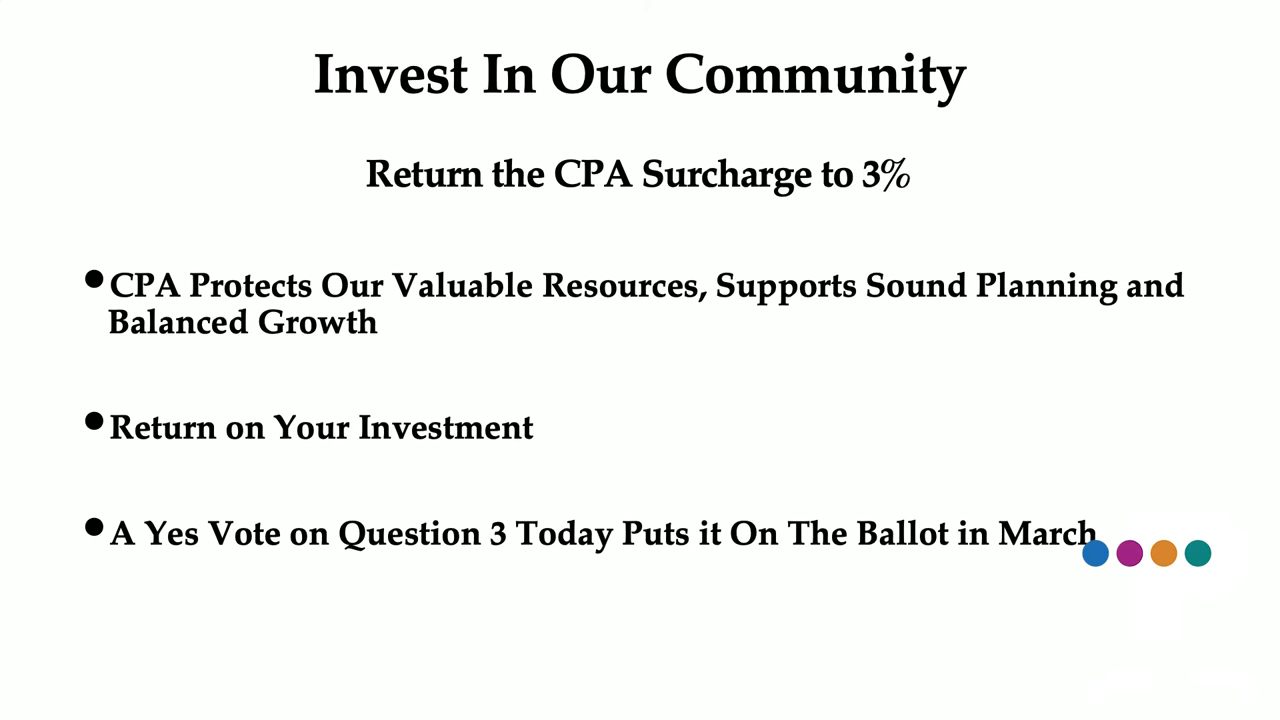 Invest In Our Community
Return the CPA Surcharge to 3%
•CPA Protects Our Valuable Resources, Supports Sound Planning and
Balanced Growth
•Return on Your Investment
•A Yes Vote on Question 3 Today Puts it On The Ballot in March